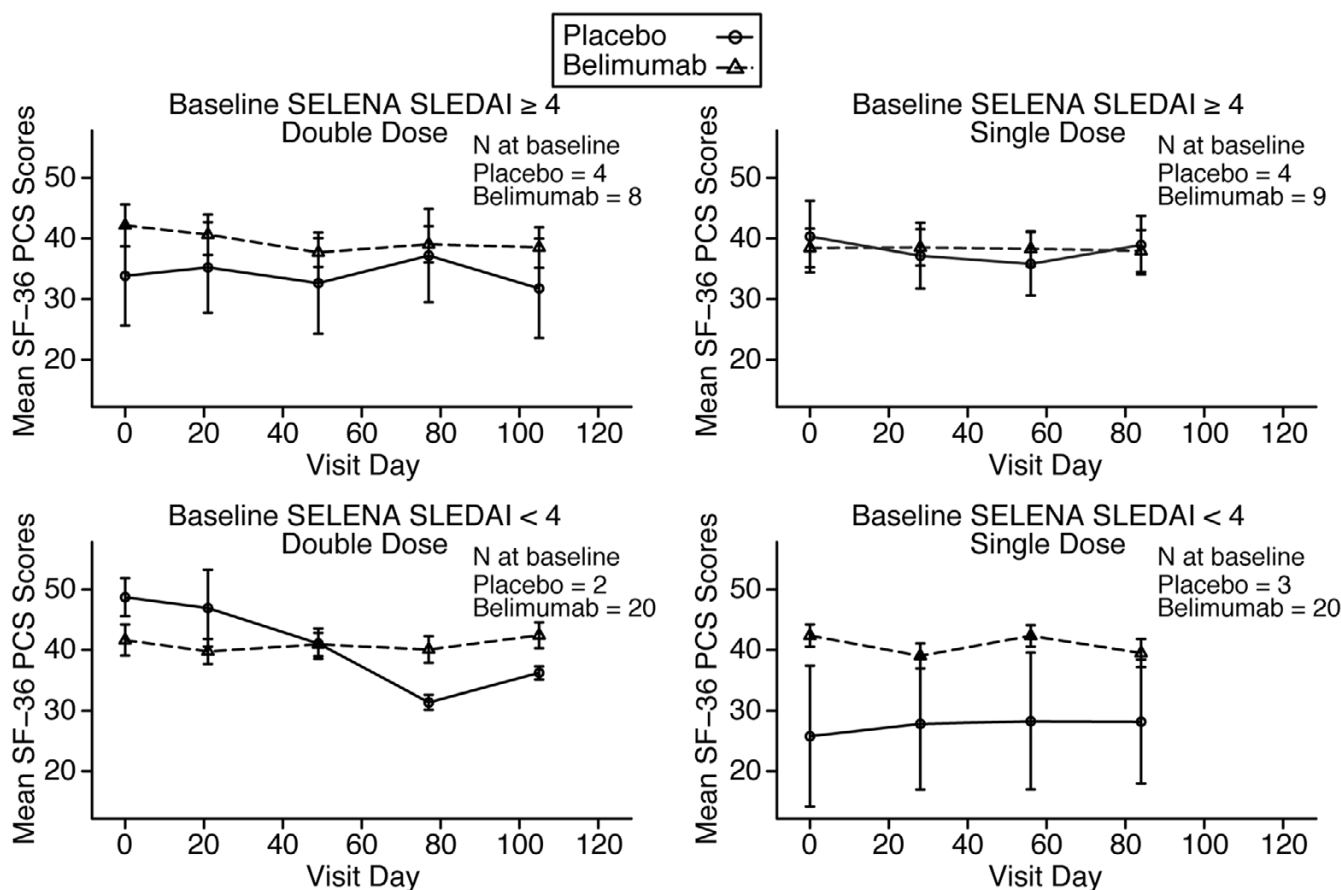 Placebo
Belimumab
Baseline SELENA SLEDAI ≥ 4
Double Dose
N at baseline
Placebo = 4
Belimumab = 8
Mean SF–36 PCS Scores
50
40
30
20
0 20 40 60 80 100 120
Visit Day
Baseline SELENA SLEDAI ≥ 4
Single Dose
N at baseline
Placebo = 4
Belimumab = 9
Mean SF–36 PCS Scores
50
40
30
20
0 20 40 60 80 100 120
Visit Day
Baseline SELENA SLEDAI < 4
Double Dose
N at baseline
Placebo = 2
Belimumab = 20
Mean SF–36 PCS Scores
50
40
30
20
0 20 40 60 80 100 120
Visit Day
Baseline SELENA SLEDAI < 4
Single Dose
N at baseline
Placebo = 3
Belimumab = 20
Mean SF–36 PCS Scores
50
40
30
20
0 20 40 60 80 100 120
Visit Day